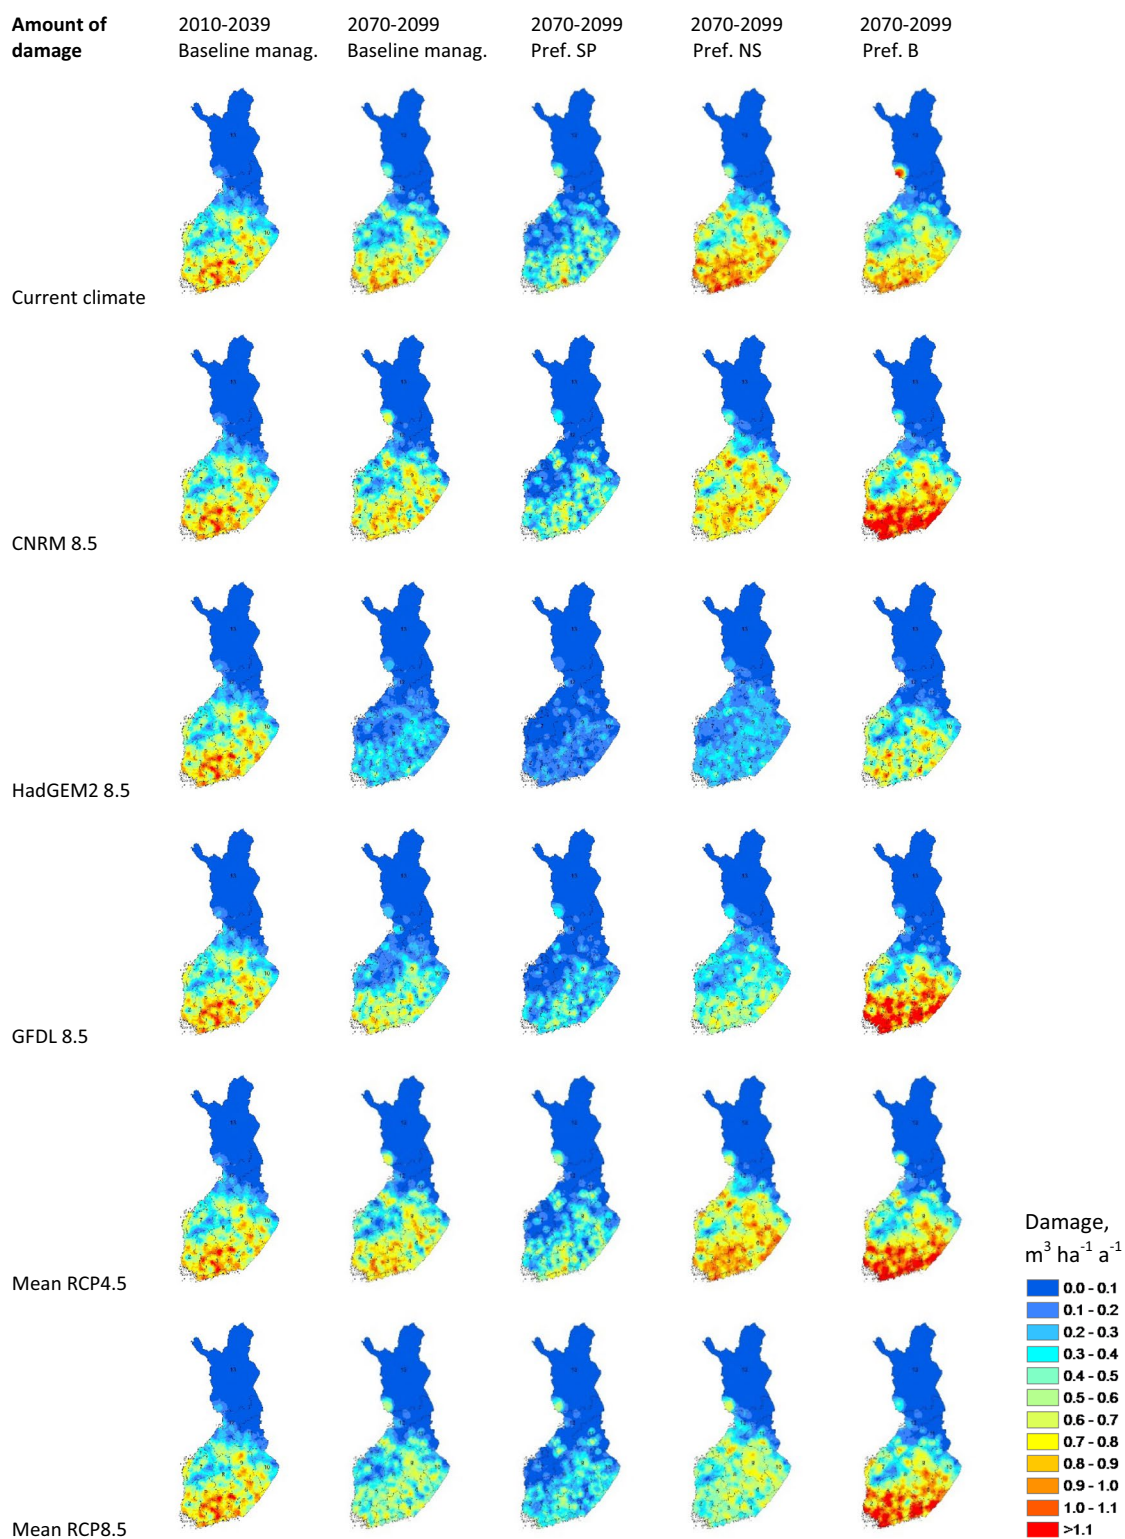 Amount of damage
2010-2039 Baseline manag.
2070-2099 Baseline manag.
2070-2099 Pref. SP
2070-2099 Pref. NS
2070-2099 Pref. B
Current climate
CNRM 8.5
HadGEM2 8.5
GFDL 8.5
Mean RCP4.5
Mean RCP8.5
Damage,
m³ ha⁻¹ a⁻¹
0.0 - 0.1
0.1 - 0.2
0.2 - 0.3
0.3 - 0.4
0.4 - 0.5
0.5 - 0.6
0.6 - 0.7
0.7 - 0.8
0.8 - 0.9
0.9 - 1.0
1.0 - 1.1
>1.1